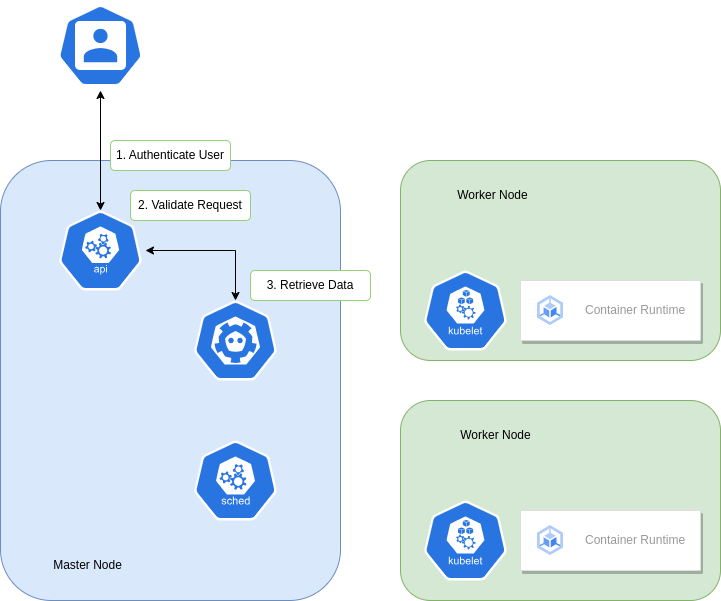 1. Authenticate User
2. Validate Request
api
3. Retrieve Data
sched
Master Node
Worker Node
kubelet
Container Runtime
Worker Node
kubelet
Container Runtime